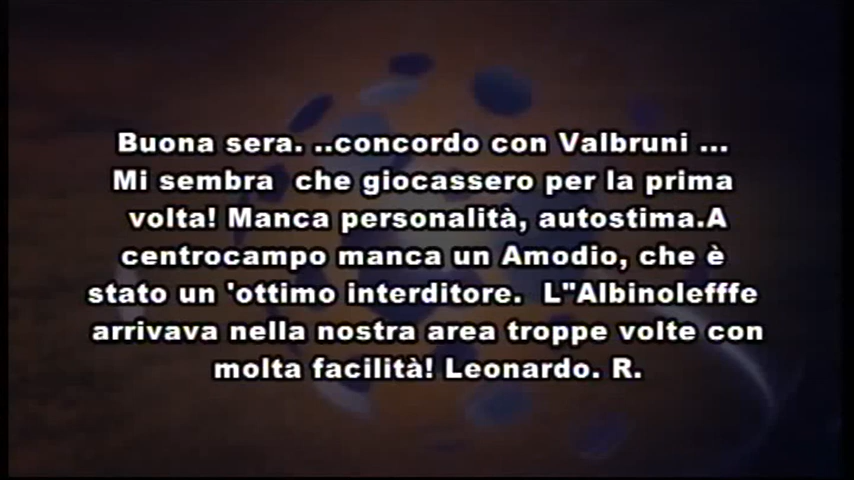 Buona sera. ..concordo con Valbruni ...
Mi sembra  che giocassero per la prima
volta! Manca personalità, autostima.A
centrocampo manca un Amodio, che è
stato un 'ottimo interditore.  L"Albinolefffe
arrivava nella nostra area troppe volte con
molta facilità! Leonardo. R.